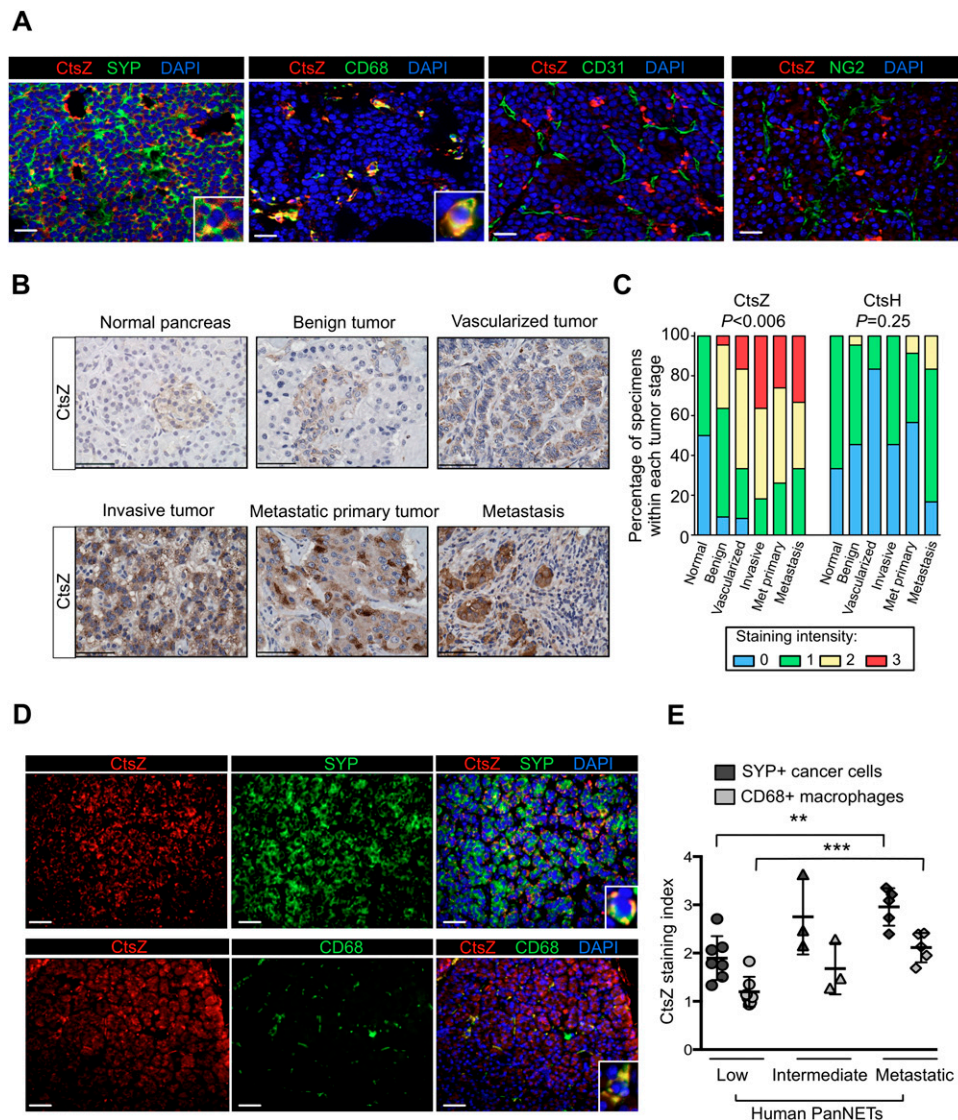 A
CtsZ SYP DAPI
CtsZ CD68 DAPI
CtsZ CD31 DAPI
CtsZ NG2 DAPI
B
Normal pancreas
Benign tumor
Vascularized tumor
CtsZ
Invasive tumor
Metastatic primary tumor
Metastasis
CtsZ
C
CtsZ
P<0.006
CtsH
P=0.25
Percentage of specimens
within each tumor stage
100
80
60
40
20
0
Normal
Benign
Vascularized
Invasive
Met primary
Metastasis
Normal
Benign
Vascularized
Invasive
Met primary
Metastasis
Staining intensity:
0 1 2 3
D
CtsZ
SYP
CtsZ SYP DAPI
CtsZ
CD68
CtsZ CD68 DAPI
E
SYP+ cancer cells
CD68+ macrophages
**
***
CtsZ staining index
4
3
2
1
0
Low
Intermediate
Metastatic
Human PanNETs